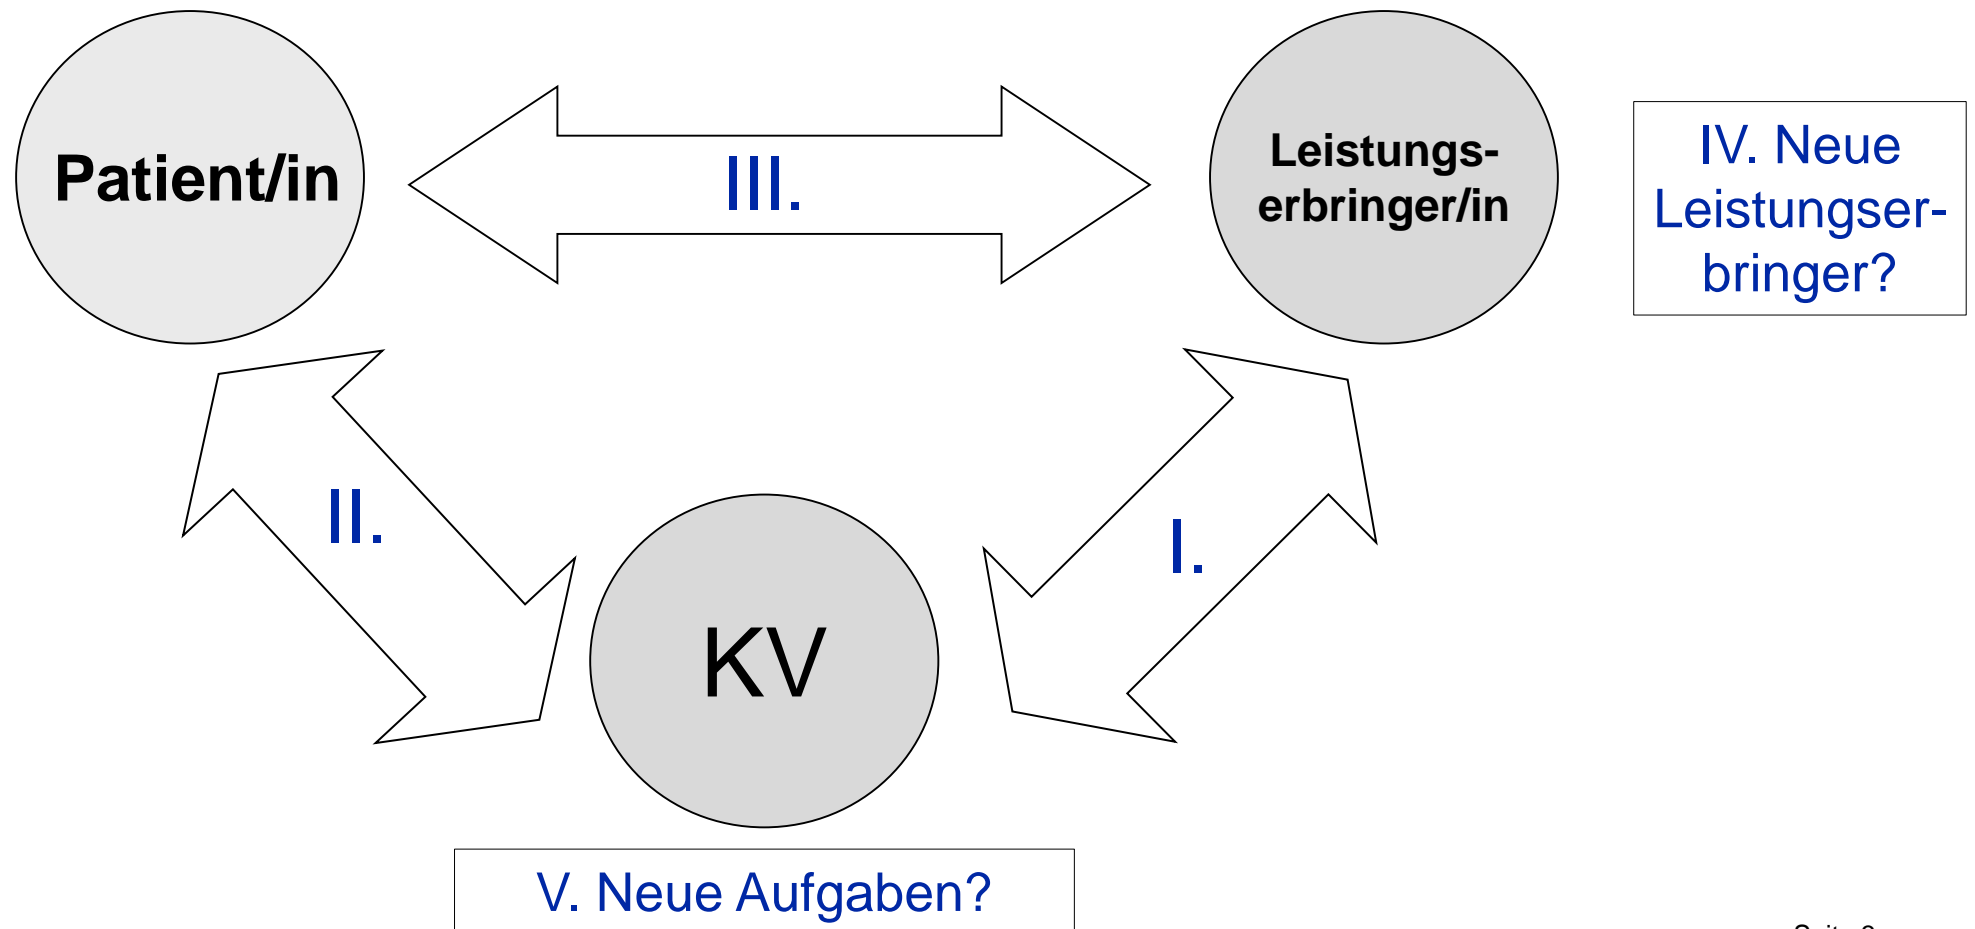 Patient/in
III.
Leistungs-
erbringer/in
IV. Neue
Leistungser-
bringer?
II.
I.
KV
V. Neue Aufgaben?